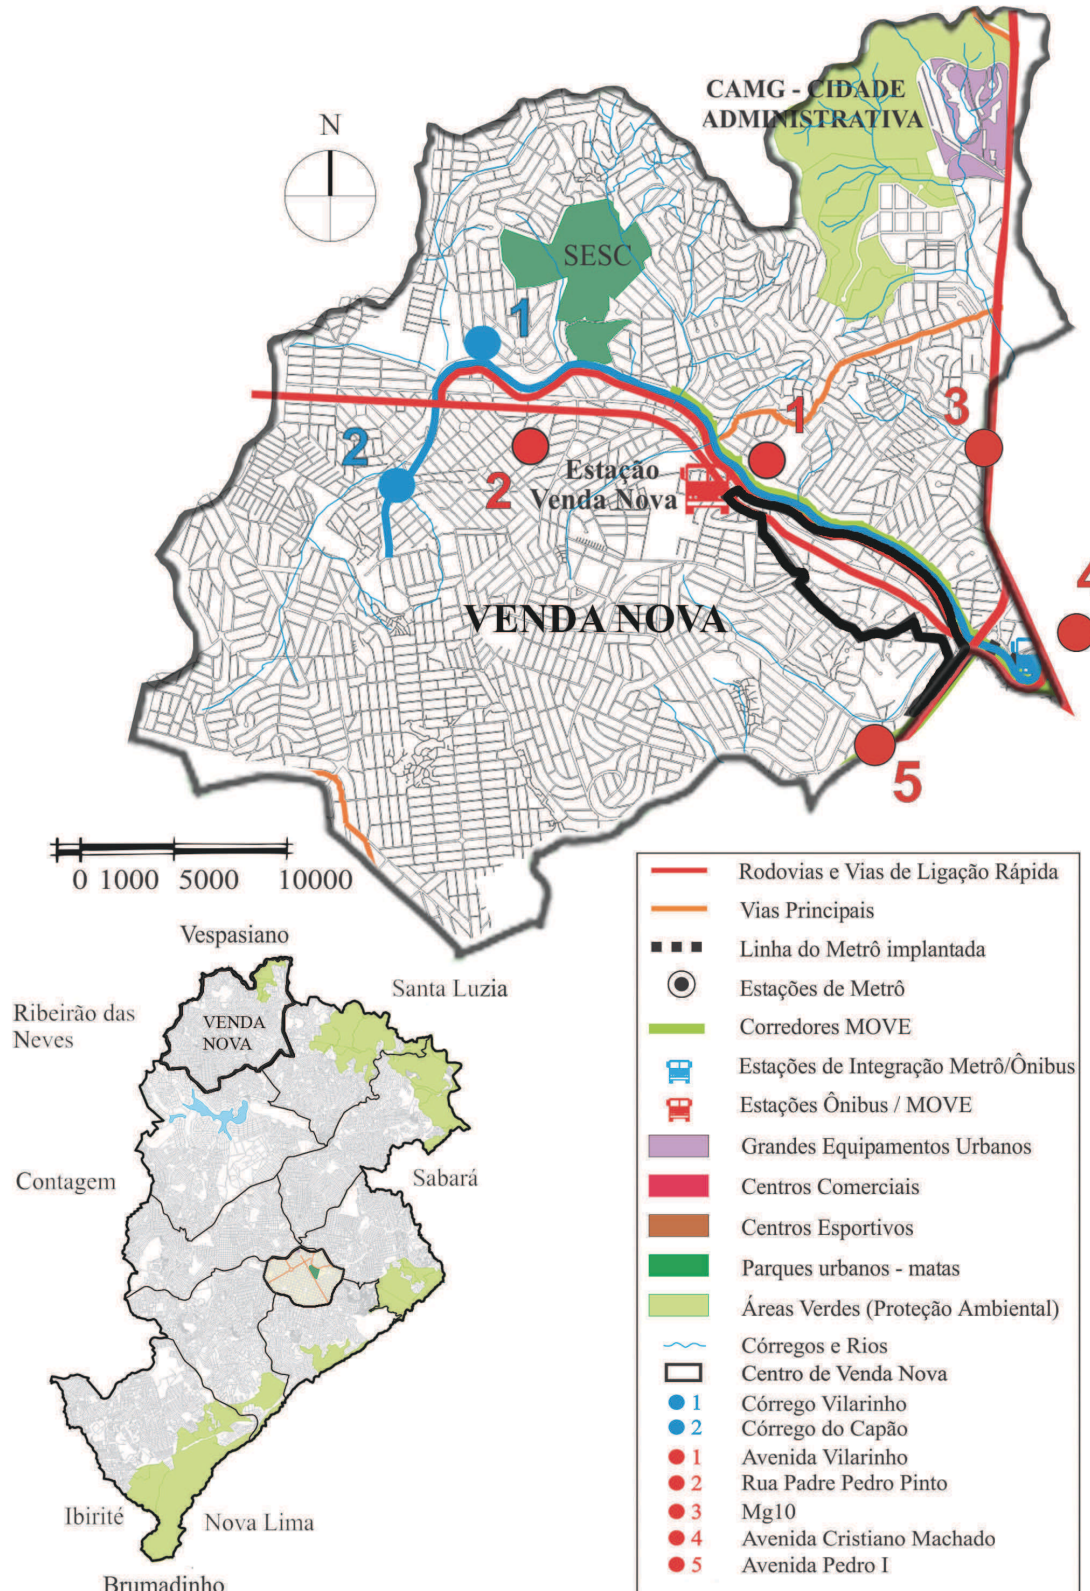 CAMG - CIDADE
ADMINISTRATIVA
N
SESC
1
2
1
3
2
Estação
Venda Nova
4
VENDA NOVA
5
0 1000 5000 10000
Vespasiano
Santa Luzia
Ribeirão das
Neves
VENDA
NOVA
Contagem
Sabará
Ibirité
Nova Lima
Brumadinho
Rodovias e Vias de Ligação Rápida
Vias Principais
Linha do Metrô implantada
Estações de Metrô
Corredores MOVE
Estações de Integração Metrô/Ônibus
Estações Ônibus / MOVE
Grandes Equipamentos Urbanos
Centros Comerciais
Centros Esportivos
Parques urbanos - matas
Áreas Verdes (Proteção Ambiental)
Córregos e Rios
Centro de Venda Nova
1 Córrego Vilarinho
2 Córrego do Capão
1 Avenida Vilarinho
2 Rua Padre Pedro Pinto
3 Mg10
4 Avenida Cristiano Machado
5 Avenida Pedro I